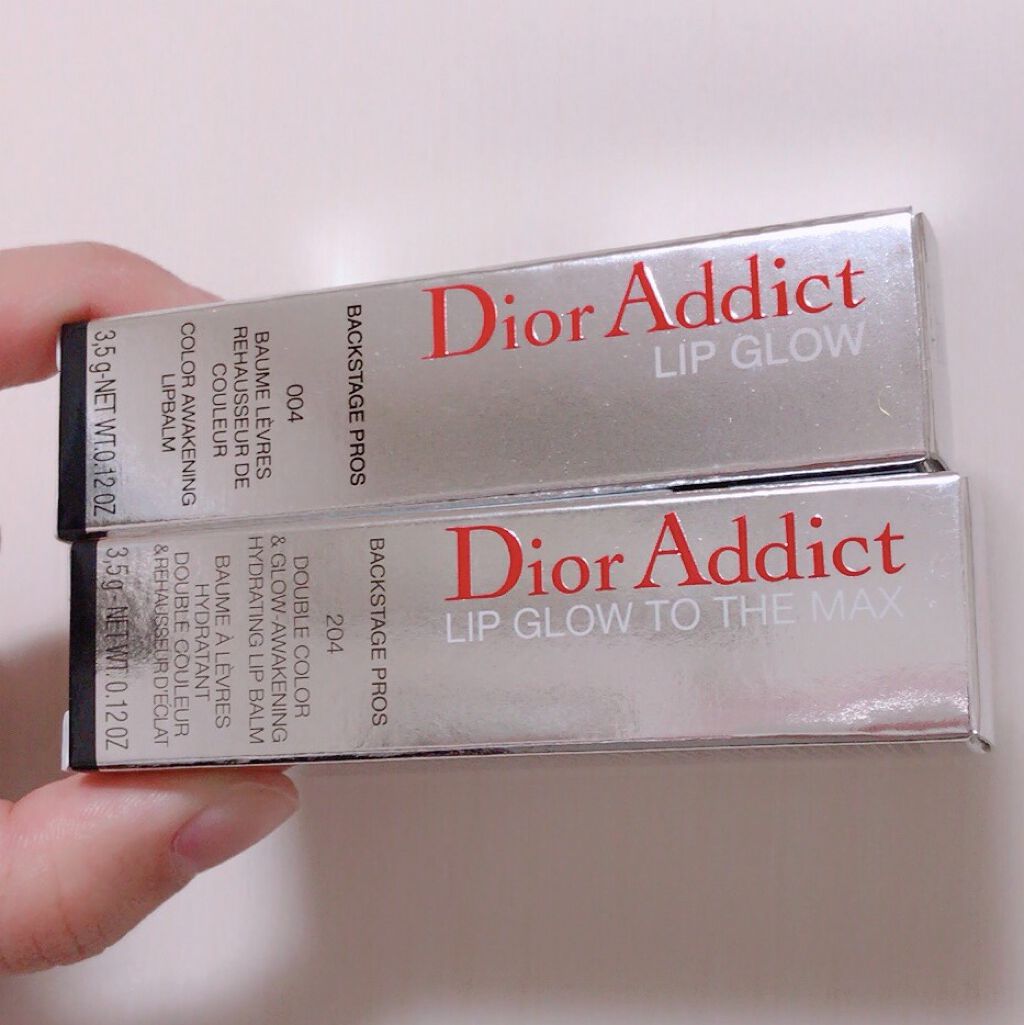 Dior Addict
LIP GLOW
BACKSTAGE PROS
004
BAUME LÈVRES
REHAUSSEUR DE
COULEUR
COLOR AWAKENING
LIPBALM
3,5 g-NET WT.0.12 OZ
Dior Addict
LIP GLOW TO THE MAX
BACKSTAGE PROS
204
DOUBLE COLOR
& GLOW-AWAKENING
HYDRATING LIP BALM
BAUME À LÈVRES
HYDRATANT
DOUBLE COULEUR
& REHAUSSEUR D'ÉCLAT
3,5 g - NET WT. 0.12 OZ